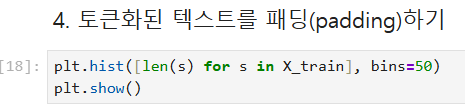 4. 토큰화된 텍스트를 패딩(padding)하기
[18]: plt.hist([len(s) for s in X_train], bins=50)
plt.show()